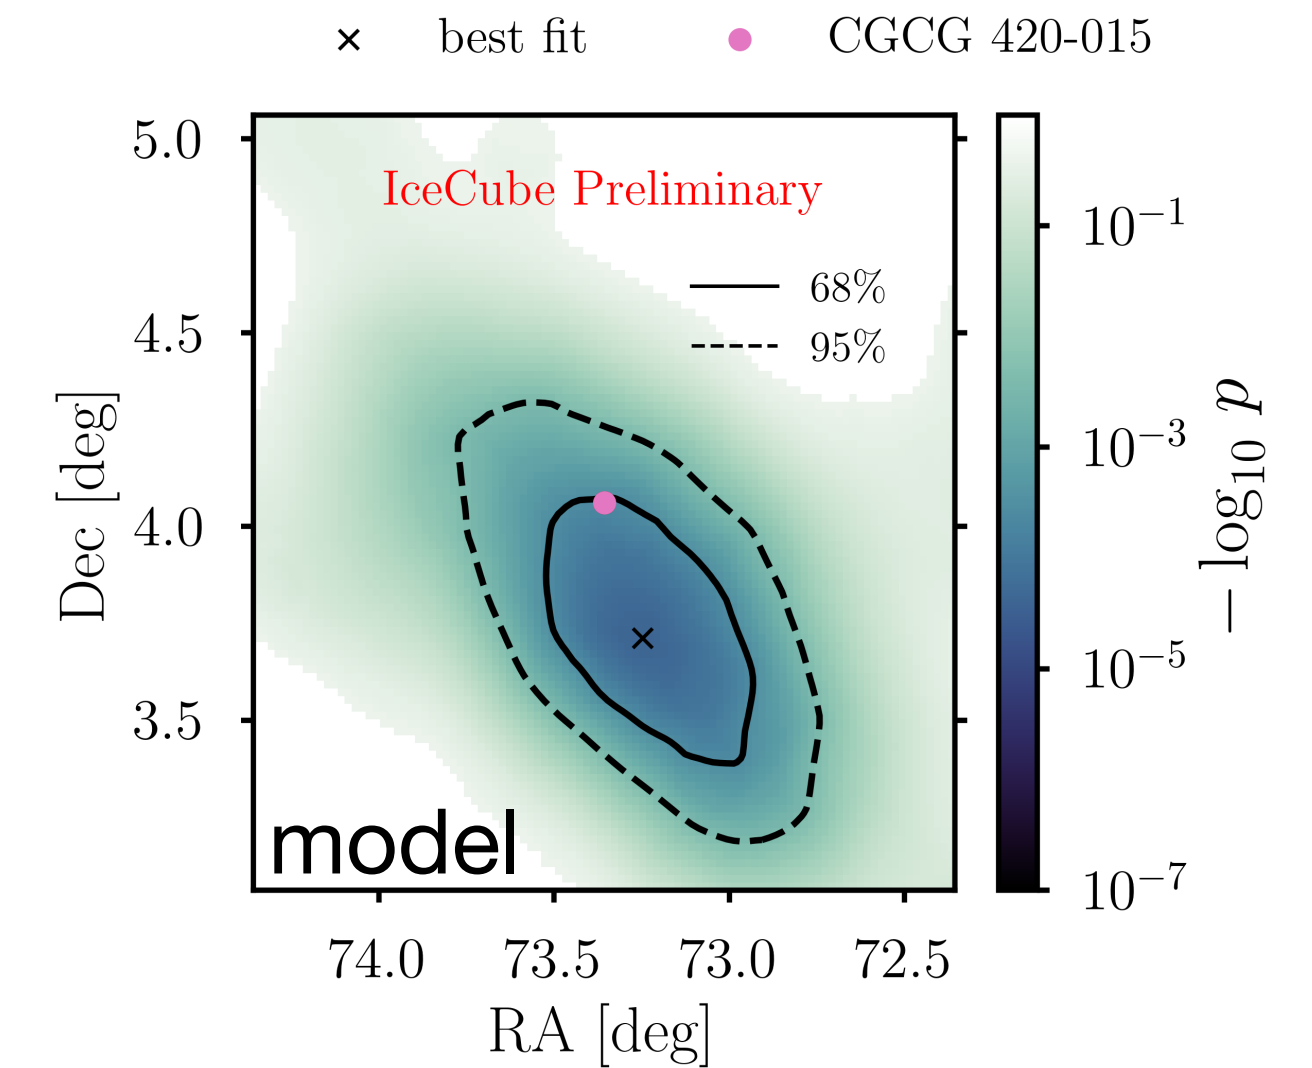 best fit
CGCG 420-015
IceCube Preliminary
68%
95%
model
5.0
4.5
4.0
3.5
Dec [deg]
74.0 73.5 73.0 72.5
RA [deg]
10⁻¹
10⁻³
10⁻⁵
10⁻⁷
− log₁₀ p